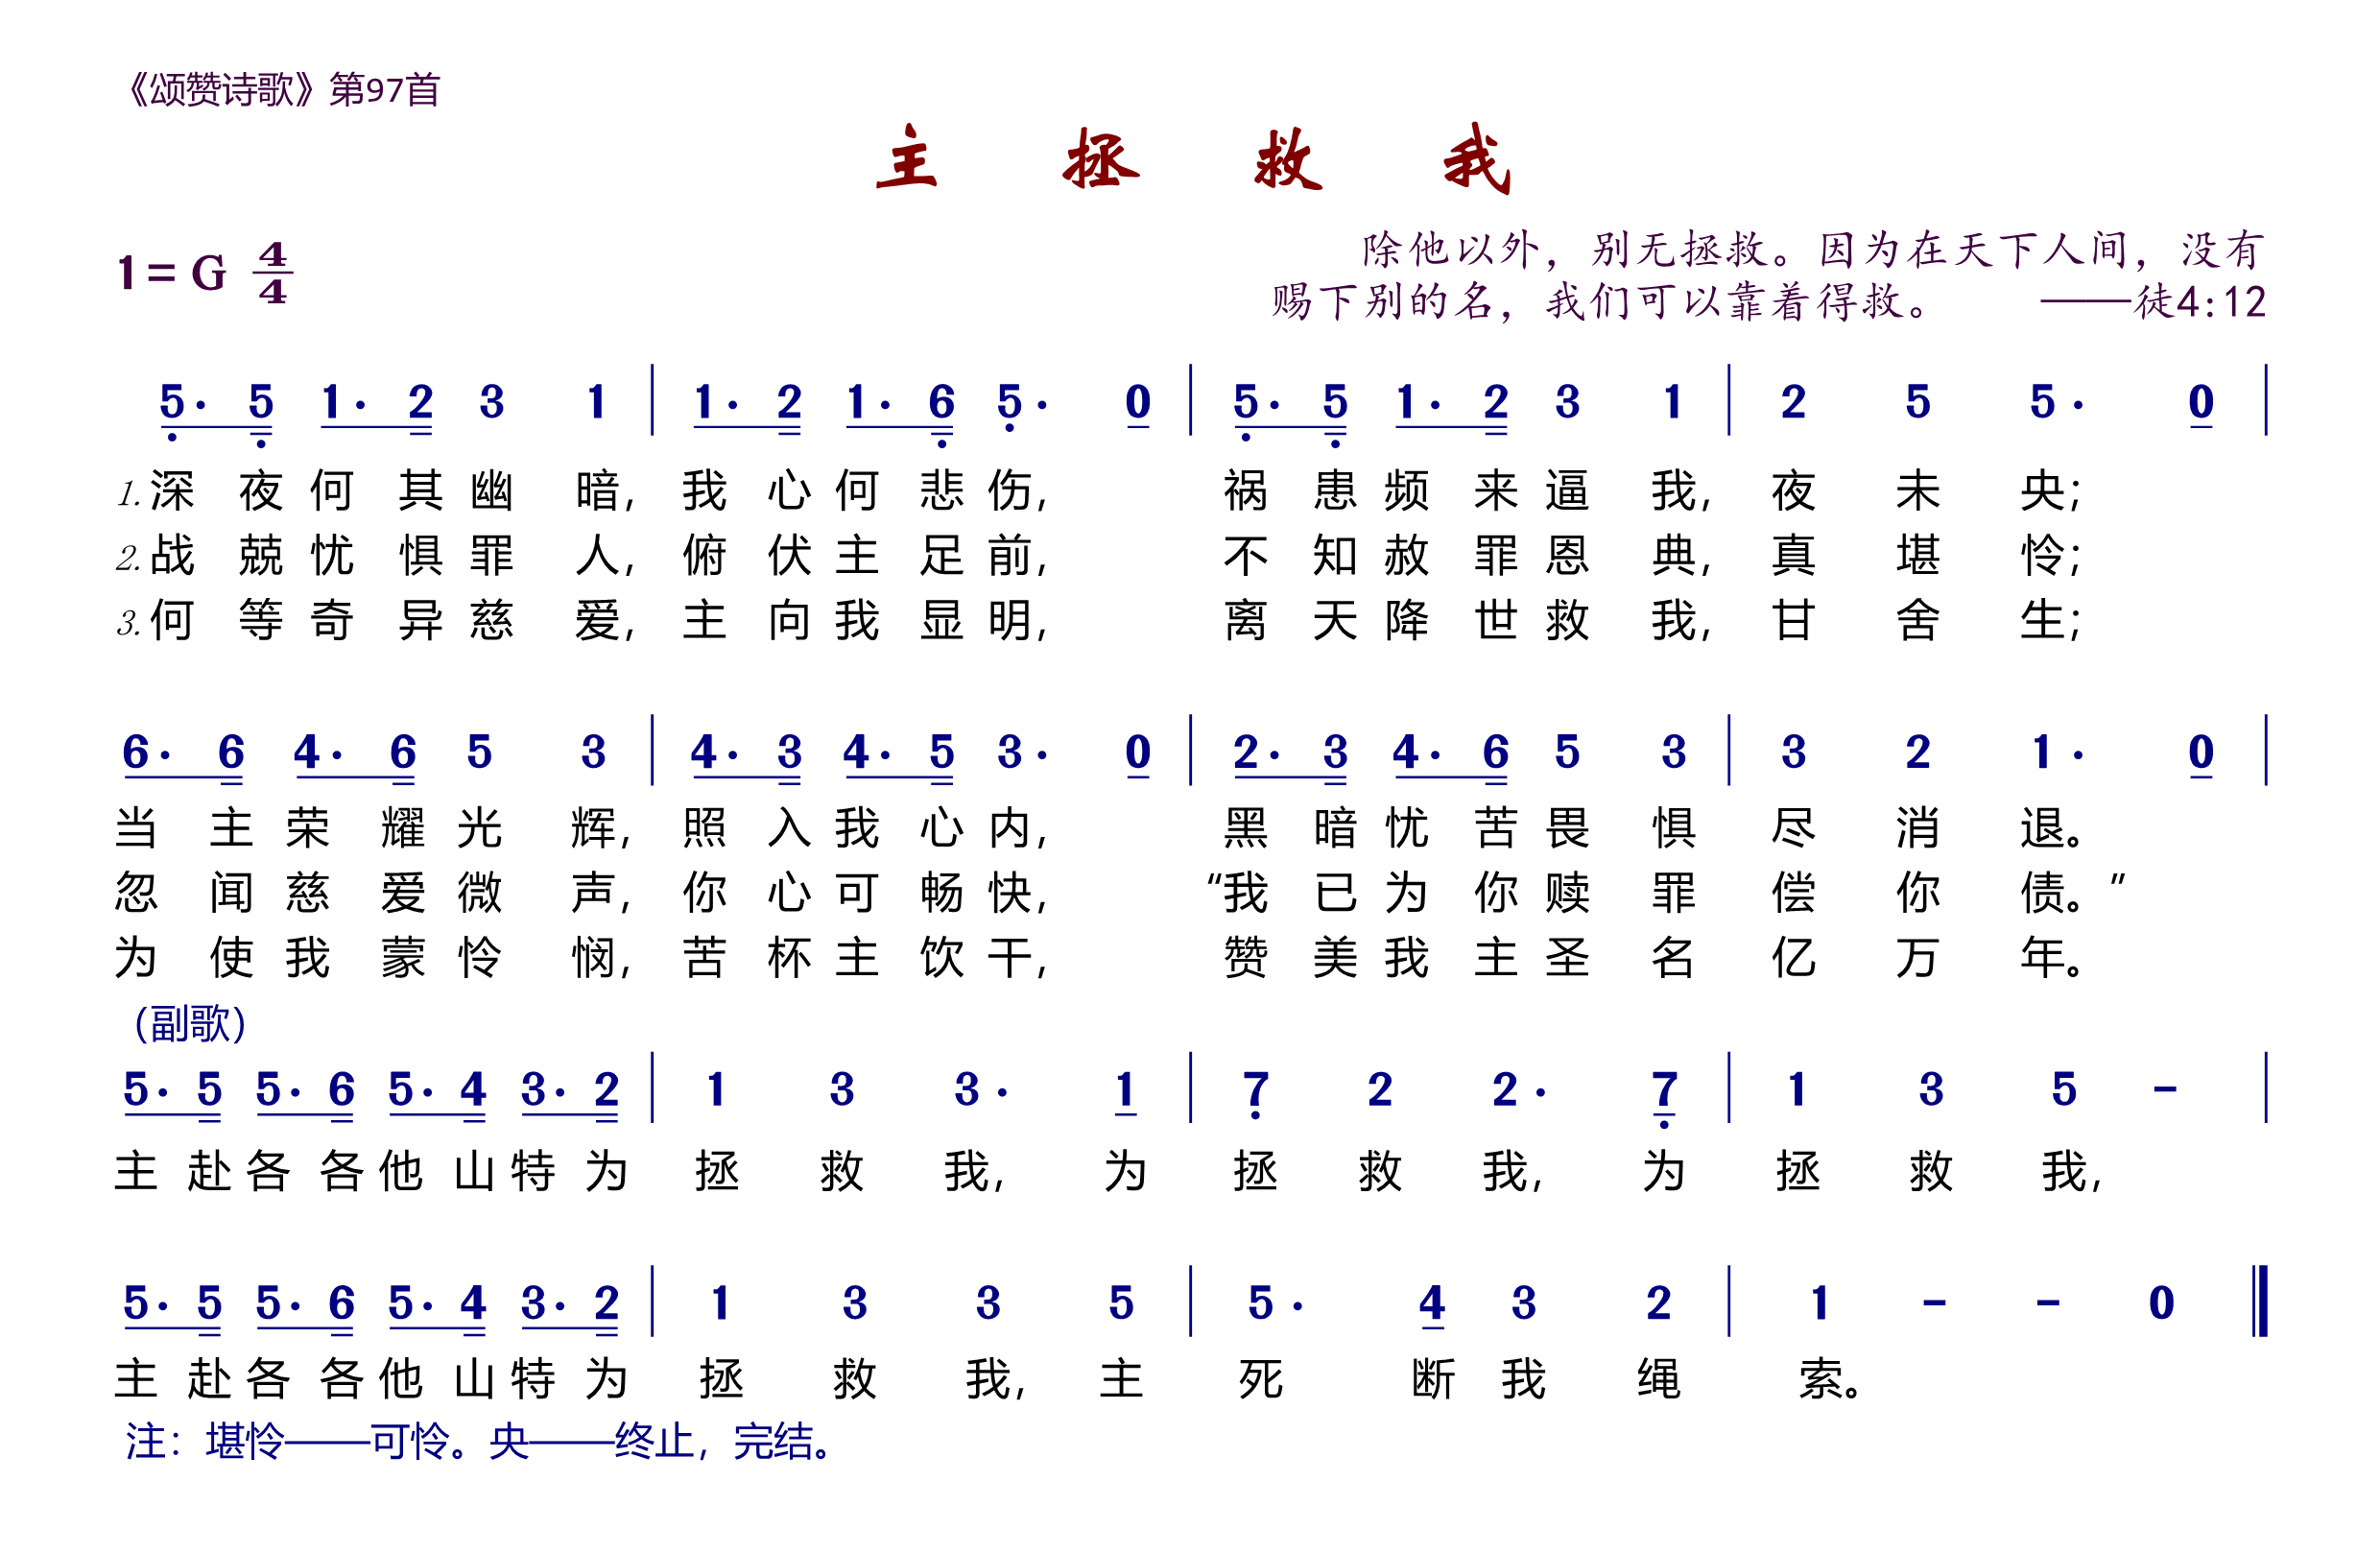 《颂赞诗歌》第97首
主 拯 救 我
1= G 4/4
除他以外，别无拯救。因为在天下人间，没有
赐下别的名，我们可以靠着得救。 ——徒4:12
5· 5 1· 2 3 1 | 1· 2 1· 6 5· 0 | 5· 5 1· 2 3 1 | 2 5 5· 0 |
1.深 夜 何 其 幽 暗, 我 心 何 悲 伤, 祸 患 频 来 逼 我, 夜 未 央;
2.战 兢 忧 惧 罪 人, 俯 伏 主 足 前, 不 知 赦 罪 恩 典, 真 堪 怜;
3.何 等 奇 异 慈 爱, 主 向 我 显 明, 离 天 降 世 救 我, 甘 舍 生;
6· 6 4· 6 5 3 | 4· 3 4· 5 3· 0 | 2· 3 4· 6 5 3 | 3 2 1· 0 |
当 主 荣 耀 光 辉, 照 入 我 心 内, 黑 暗 忧 苦 畏 惧 尽 消 退。
忽 闻 慈 爱 微 声, 你 心 可 畅 快, “我 已 为 你 赎 罪 偿 你 债。”
为 使 我 蒙 怜 悯, 苦 杯 主 饮 干, 赞 美 我 主 圣 名 亿 万 年。
(副歌)
5· 5 5· 6 5· 4 3· 2 | 1 3 3· 1 | 7 2 2· 7 | 1 3 5 - |
主 赴 各 各 他 山 特 为 拯 救 我, 为 拯 救 我, 为 拯 救 我,
5· 5 5· 6 5· 4 3· 2 | 1 3 3 5 | 5· 4 3 2 | 1 - - 0 ‖
主 赴 各 各 他 山 特 为 拯 救 我, 主 死 断 我 绳 索。
注：堪怜——可怜。央——终止，完结。